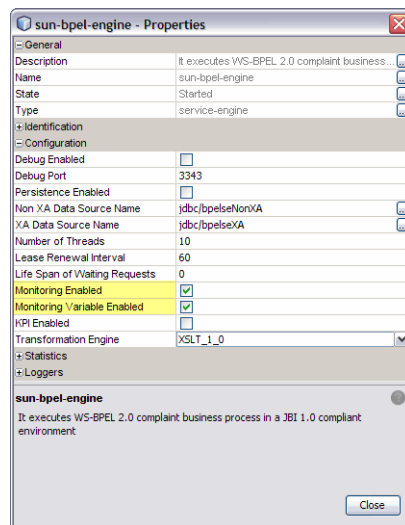 sun-bpel-engine - Properties
General
Description It executes WS-BPEL 2.0 complaint business... ...
Name sun-bpel-engine ...
State Started ...
Type service-engine ...
Identification
Configuration
Debug Enabled
Debug Port 3343
Persistence Enabled
Non XA Data Source Name jdbc/bpelseNonXA ...
XA Data Source Name jdbc/bpelseXA ...
Number of Threads 10
Lease Renewal Interval 60
Life Span of Waiting Requests 0
Monitoring Enabled
Monitoring Variable Enabled
KPI Enabled
Transformation Engine XSLT_1_0
Statistics
Loggers
sun-bpel-engine
It executes WS-BPEL 2.0 complaint business process in a JBI 1.0 compliant
environment
Close